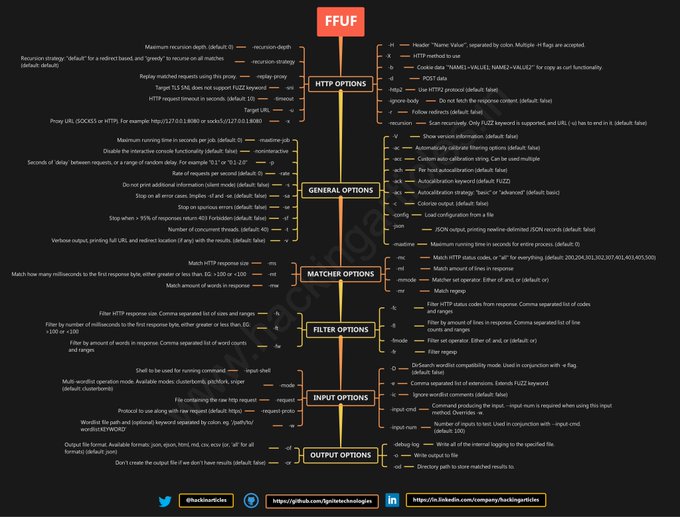 FFUF
HTTP OPTIONS
Maximum recursion depth. (default: 0) -recursion-depth
Recursion strategy: "default" for a redirect based, and "greedy" to recurse on all matches
(default: default)
-recursion-strategy
Replay matched requests using this proxy. -replay-proxy
Target TLS SNI, does not support FUZZ keyword -sni
HTTP request timeout in seconds. (default: 10) -timeout
Target URL -u
Proxy URL (SOCKS5 or HTTP). For example: http://127.0.0.1:8080 or socks5://127.0.0.1:8080 -x
-H Header `"Name: Value"`, separated by colon. Multiple -H flags are accepted.
-X HTTP method to use
-b Cookie data `"NAME1=VALUE1; NAME2=VALUE2"` for copy as curl functionality.
-d POST data
-http2 Use HTTP2 protocol (default: false)
-ignore-body Do not fetch the response content. (default: false)
-r Follow redirects (default: false)
-recursion Scan recursively. Only FUZZ keyword is supported, and URL (-u) has to end in it. (default: false)
GENERAL OPTIONS
Maximum running time in seconds per job. (default: 0) -maxtime-job
Disable the interactive console functionality (default: false) -noninteractive
Seconds of `delay` between requests, or a range of random delay. For example "0.1" or "0.1-2.0" -p
Rate of requests per second (default: 0) -rate
Do not print additional information (silent mode) (default: false) -s
Stop on all error cases. Implies -sf and -se. (default: false) -sa
Stop on spurious errors (default: false) -se
Stop when > 95% of responses return 403 Forbidden (default: false) -sf
Number of concurrent threads. (default: 40) -t
Verbose output, printing full URL and redirect location (if any) with the results. (default: false) -v
-V Show version information. (default: false)
-ac Automatically calibrate filtering options (default: false)
-acc Custom auto-calibration string. Can be used multiple
-ach Per host autocalibration (default: false)
-ack Autocalibration keyword (default: FUZZ)
-acs Autocalibration strategy: "basic" or "advanced" (default: basic)
-c Colorize output. (default: false)
-config Load configuration from a file
-json JSON output, printing newline-delimited JSON records (default: false)
-maxtime Maximum running time in seconds for entire process. (default: 0)
MATCHER OPTIONS
Match HTTP response size -ms
Match how many milliseconds to the first response byte, either greater or less than. EG: >100 or <100 -mt
Match amount of words in response -mw
-mc Match HTTP status codes, or "all" for everything. (default: 200,204,301,302,307,401,403,405,500)
-ml Match amount of lines in response
-mmode Matcher set operator. Either of: and, or (default: or)
-mr Match regexp
FILTER OPTIONS
Filter HTTP response size. Comma separated list of sizes and ranges -fs
Filter by number of milliseconds to the first response byte, either greater or less than. EG:
>100 or <100
-ft
Filter by amount of words in response. Comma separated list of word counts
and ranges
-fw
-fc Filter HTTP status codes from response. Comma separated list of codes
and ranges
-fl Filter by amount of lines in response. Comma separated list of line
counts and ranges
-fmode Filter set operator. Either of: and, or (default: or)
-fr Filter regexp
INPUT OPTIONS
Shell to be used for running command -input-shell
Multi-wordlist operation mode. Available modes: clusterbomb, pitchfork, sniper
(default: clusterbomb)
-mode
File containing the raw http request -request
Protocol to use along with raw request (default: https) -request-proto
Wordlist file path and (optional) keyword separated by colon. eg. '/path/to/
wordlist:KEYWORD'
-w
-D DirSearch wordlist compatibility mode. Used in conjunction with -e flag.
(default: false)
-e Comma separated list of extensions. Extends FUZZ keyword.
-ic Ignore wordlist comments (default: false)
-input-cmd Command producing the input. --input-num is required when using this input
method. Overrides -w.
-input-num Number of inputs to test. Used in conjunction with --input-cmd.
(default: 100)
OUTPUT OPTIONS
Output file format. Available formats: json, ejson, html, md, csv, ecsv (or, 'all' for all
formats) (default: json)
-of
Don't create the output file if we don't have results (default: false) -or
-debug-log Write all of the internal logging to the specified file.
-o Write output to file
-od Directory path to store matched results to.
@hackinarticles
https://github.com/Ignitetechnologies
https://in.linkedin.com/company/hackingarticles